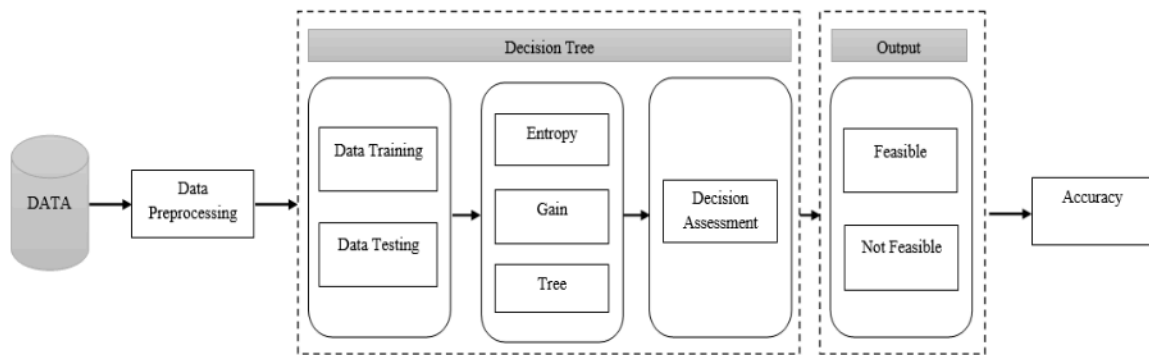 DATA
Data
Preprocessing
Decision Tree
Data Training
Data Testing
Entropy
Gain
Tree
Decision
Assessment
Output
Feasible
Not Feasible
Accuracy